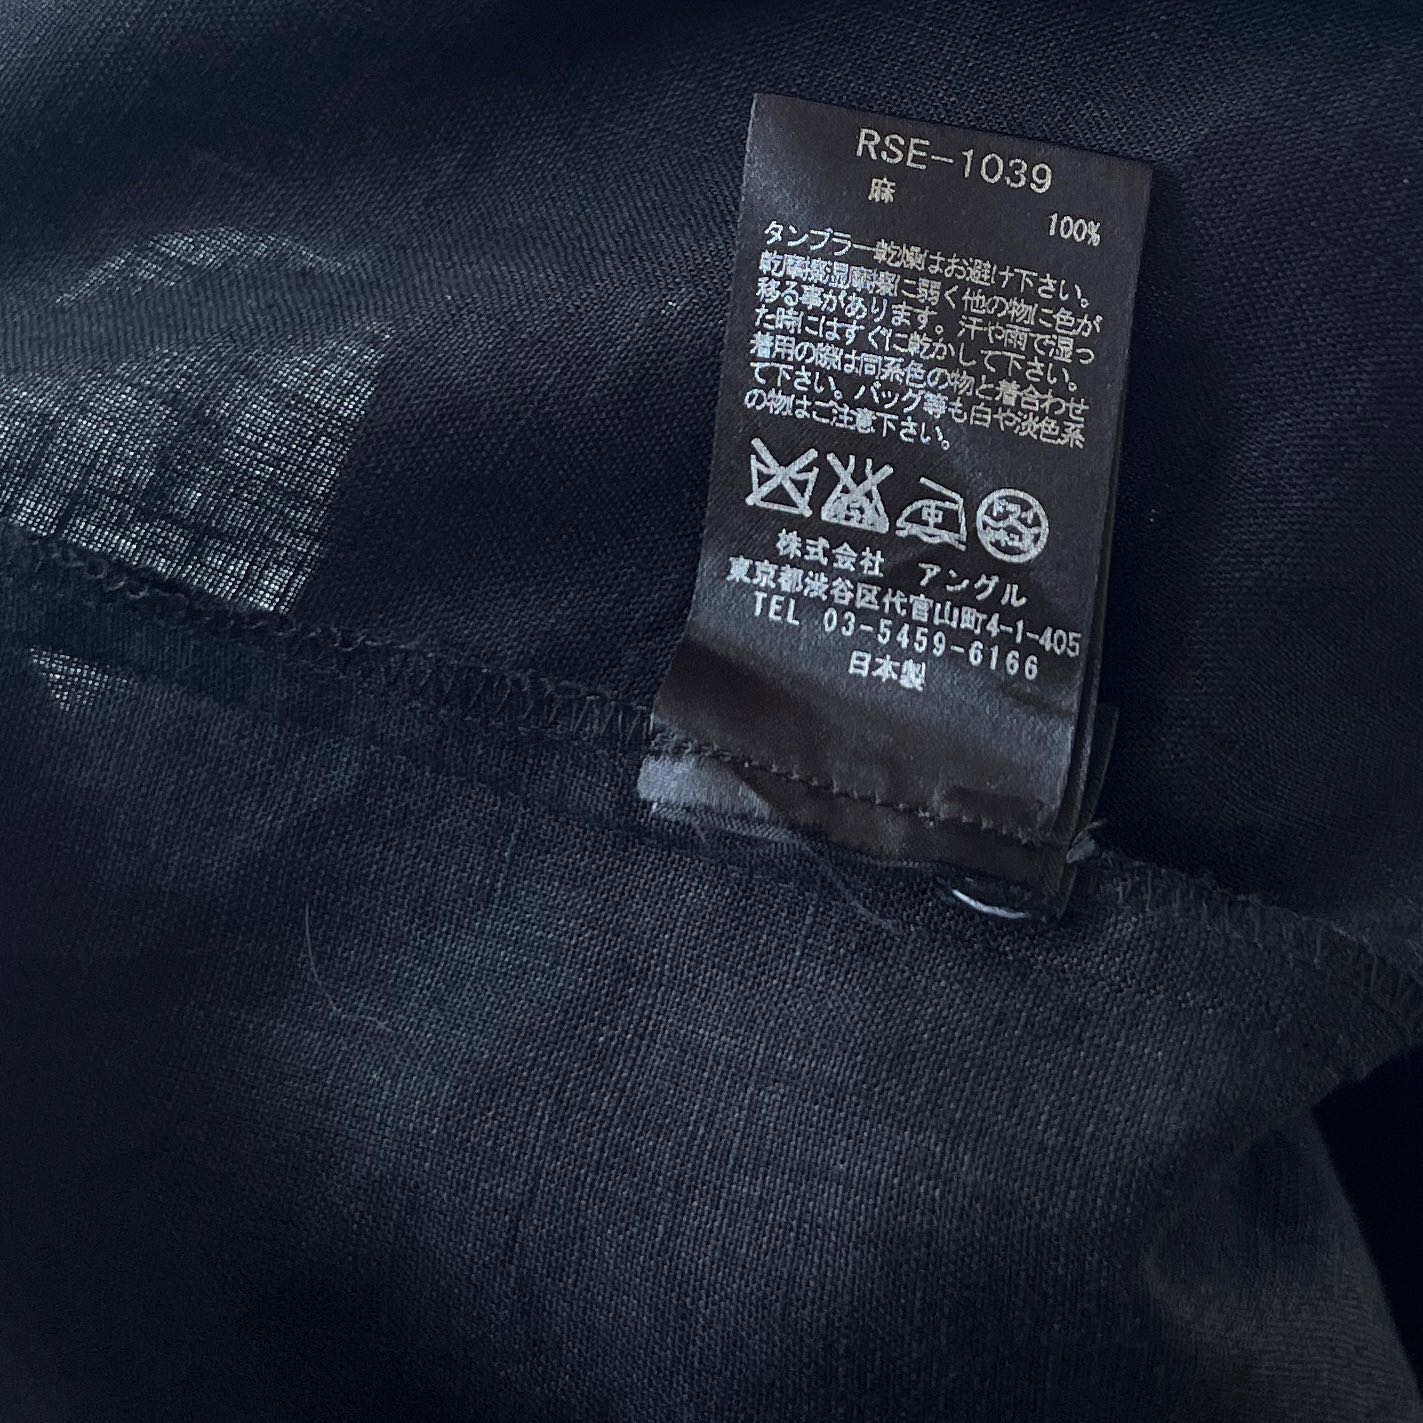 RSE-1039
麻
100%
タンブラー乾燥はお避け下さい。
乾摩擦湿摩擦に弱く他の物に色が
移る事があります。汗や雨で湿っ
た時にはすぐに乾かして下さい。
着用の際は同系色の物と着合わせ
て下さい。バッグ等も白や淡色系
の物はご注意下さい。
中 ドライ
株式会社 アングル
東京都渋谷区代官山町4-1-405
TEL 03-5459-6166
日本製